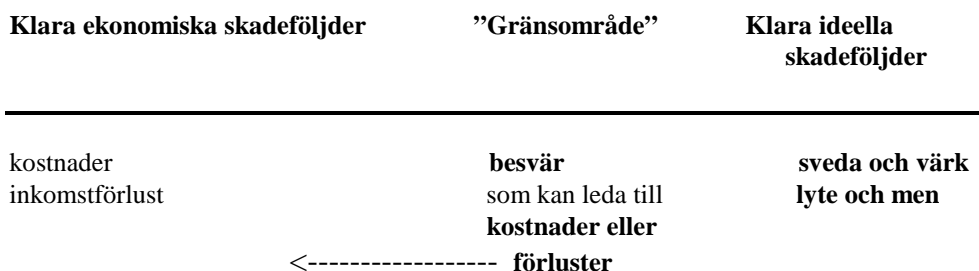 Klara ekonomiska skadeföljder ”Gränsområde” Klara ideella
skadeföljder
kostnader besvär sveda och värk
inkomstförlust som kan leda till lyte och men
kostnader eller
<------------------ förluster